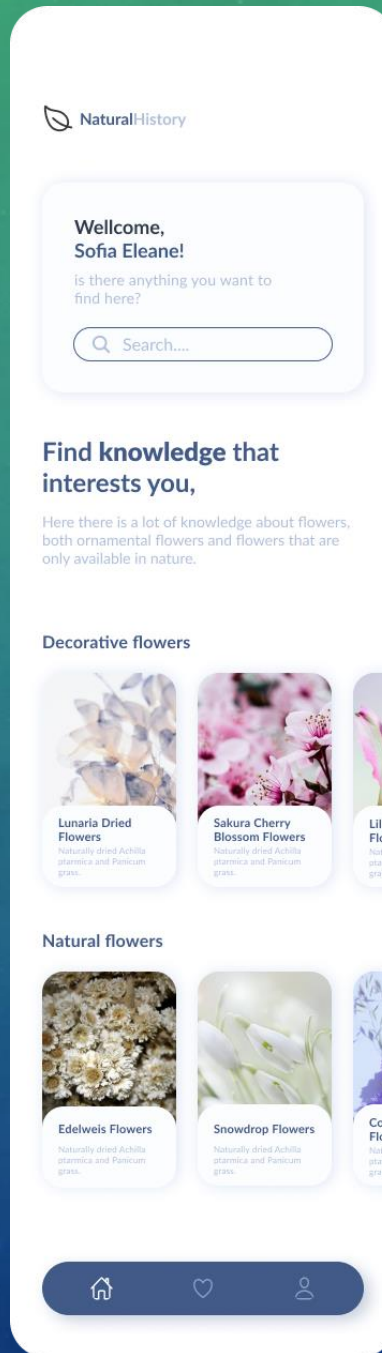 NaturalHistory
Wellcome,
Sofia Eleane!
is there anything you want to
find here?
Search....
Find knowledge that
interests you,
Here there is a lot of knowledge about flowers,
both ornamental flowers and flowers that are
only available in nature.
Decorative flowers
Lunaria Dried
Flowers
Naturally dried Achilla
ptarmica and Panicum
grass.
Sakura Cherry
Blossom Flowers
Naturally dried Achilla
ptarmica and Panicum
grass.
Natural flowers
Edelweis Flowers
Naturally dried Achilla
ptarmica and Panicum
grass.
Snowdrop Flowers
Naturally dried Achilla
ptarmica and Panicum
grass.